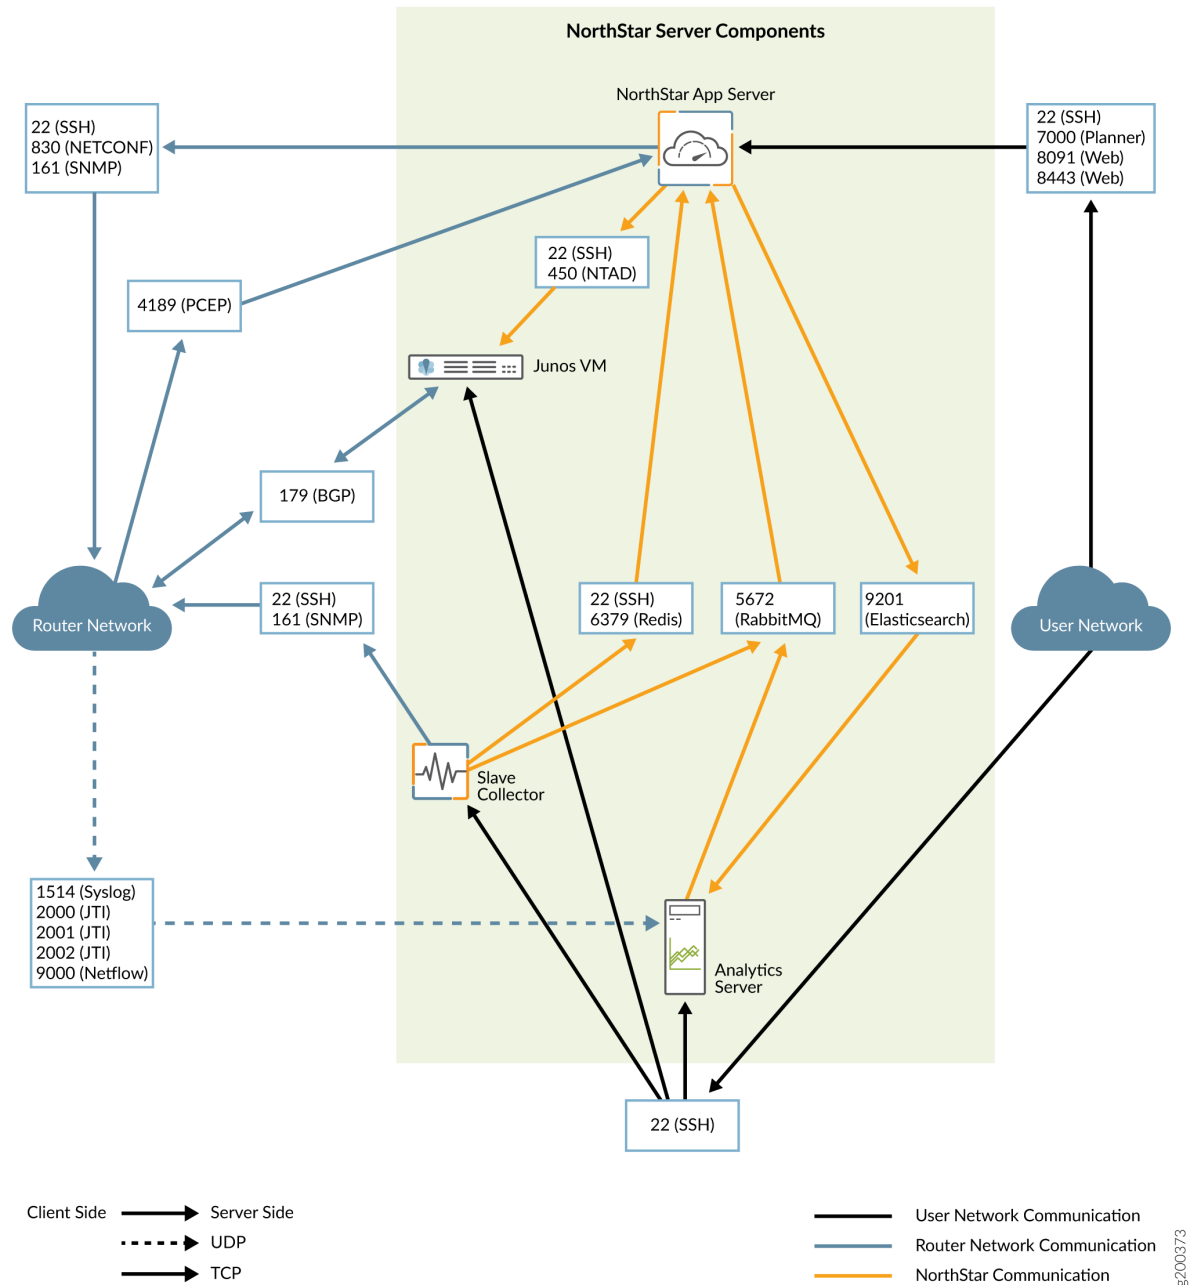 NorthStar Server Components
NorthStar App Server
22 (SSH)
830 (NETCONF)
161 (SNMP)
22 (SSH)
7000 (Planner)
8091 (Web)
8443 (Web)
22 (SSH)
450 (NTAD)
4189 (PCEP)
Junos VM
179 (BGP)
Router Network
22 (SSH)
161 (SNMP)
22 (SSH)
6379 (Redis)
5672
(RabbitMQ)
9201
(Elasticsearch)
User Network
Slave
Collector
1514 (Syslog)
2000 (JTI)
2001 (JTI)
2002 (JTI)
9000 (Netflow)
Analytics
Server
22 (SSH)
Client Side
Server Side
UDP
TCP
User Network Communication
Router Network Communication
NorthStar Communication
g200373